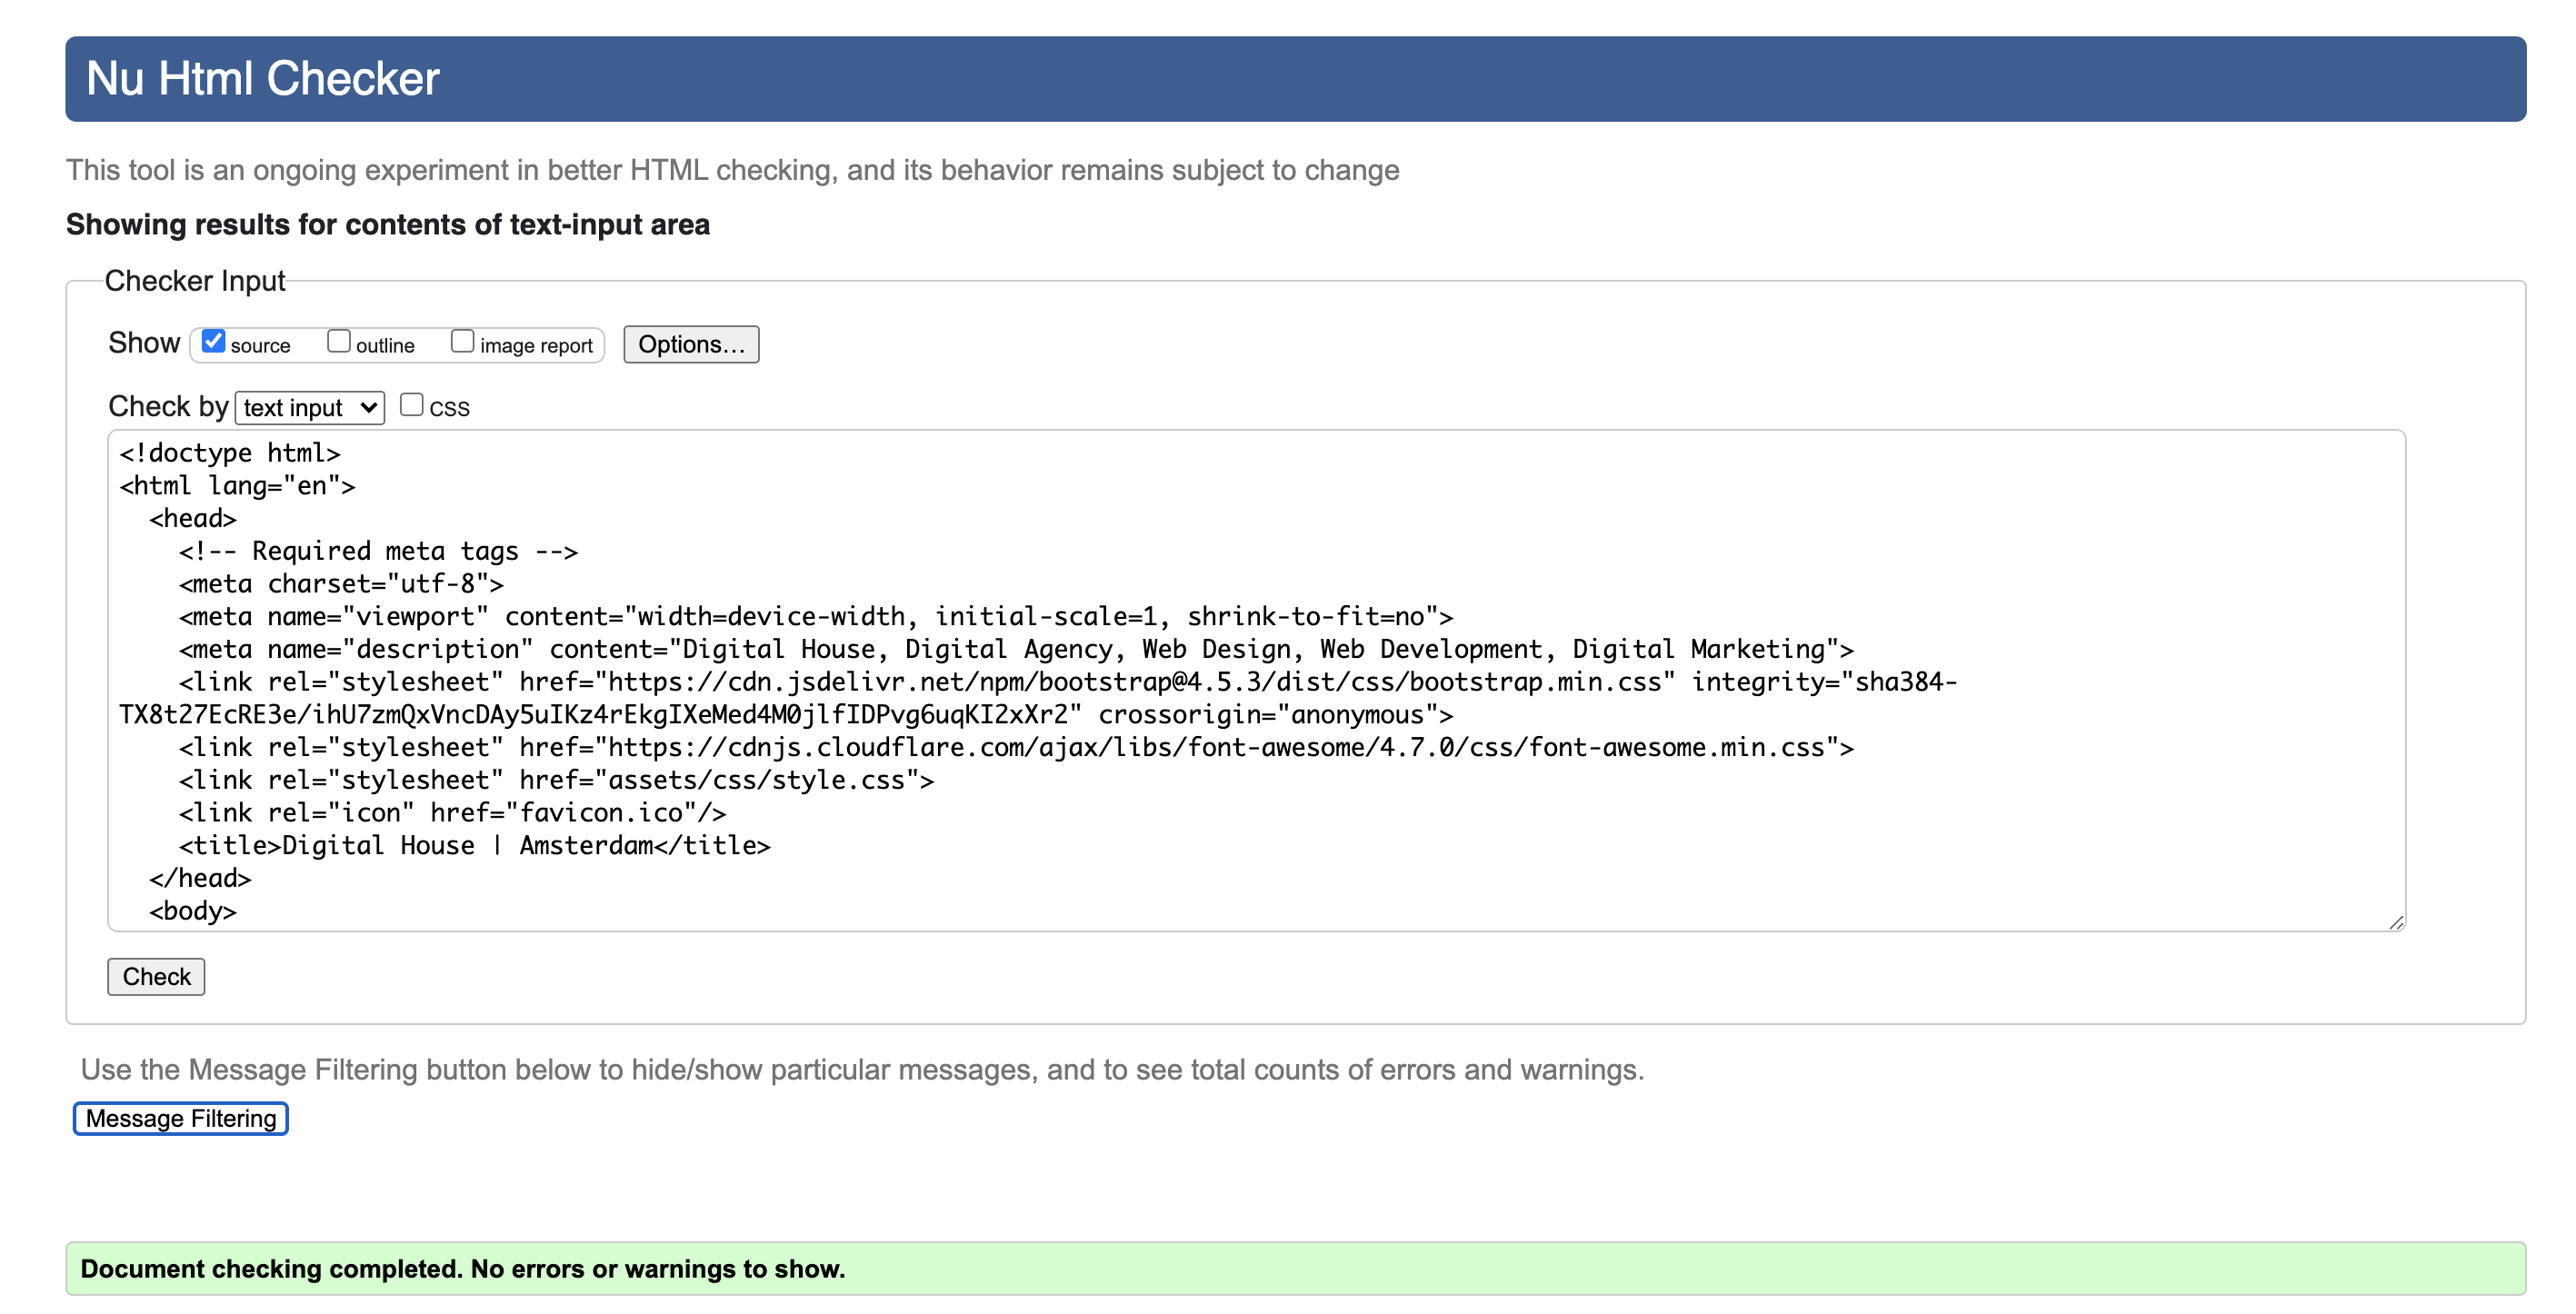 Nu Html Checker
This tool is an ongoing experiment in better HTML checking, and its behavior remains subject to change
Showing results for contents of text-input area
Checker Input
Show source outline image report Options...
Check by text input CSS
<!doctype html>
<html lang="en">
  <head>
    <!-- Required meta tags -->
    <meta charset="utf-8">
    <meta name="viewport" content="width=device-width, initial-scale=1, shrink-to-fit=no">
    <meta name="description" content="Digital House, Digital Agency, Web Design, Web Development, Digital Marketing">
    <link rel="stylesheet" href="https://cdn.jsdelivr.net/npm/bootstrap@4.5.3/dist/css/bootstrap.min.css" integrity="sha384-
TX8t27EcRE3e/ihU7zmQxVncDAy5uIKz4rEkgIXeMed4M0jlfIDPvg6uqKI2xXr2" crossorigin="anonymous">
    <link rel="stylesheet" href="https://cdnjs.cloudflare.com/ajax/libs/font-awesome/4.7.0/css/font-awesome.min.css">
    <link rel="stylesheet" href="assets/css/style.css">
    <link rel="icon" href="favicon.ico"/>
    <title>Digital House | Amsterdam</title>
  </head>
  <body>
Check
Use the Message Filtering button below to hide/show particular messages, and to see total counts of errors and warnings.
Message Filtering
Document checking completed. No errors or warnings to show.